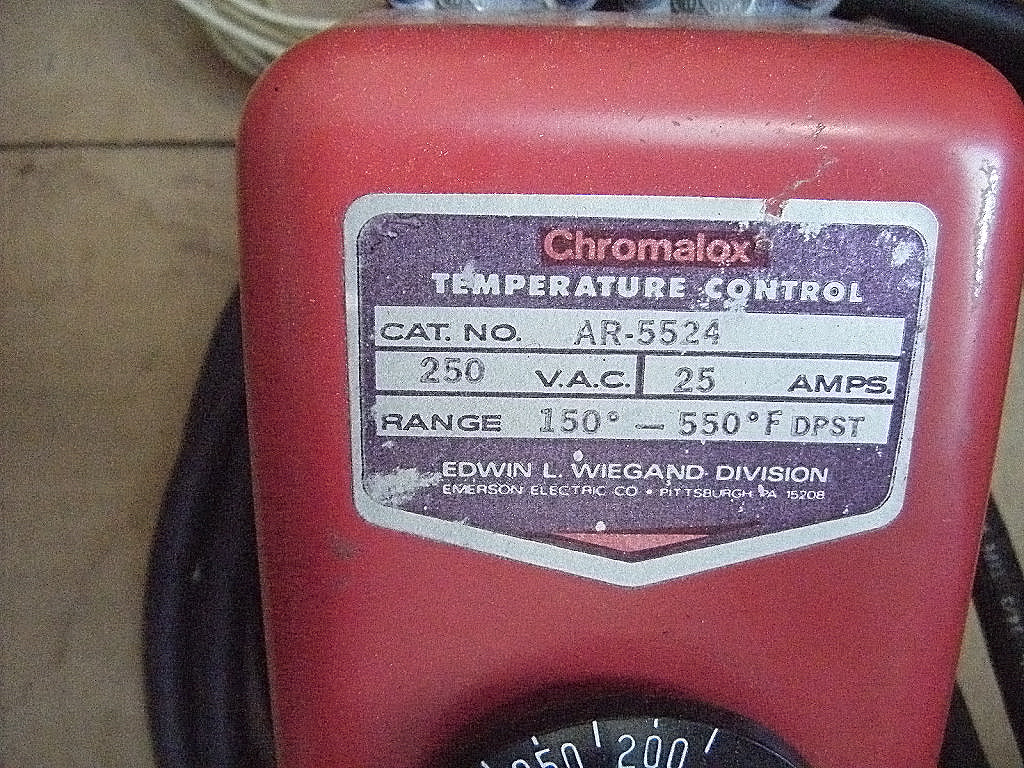 Chromalox
TEMPERATURE CONTROL
CAT. NO. AR-5524
250 V.A.C. 25 AMPS.
RANGE 150° — 550°F DPST
EDWIN L. WIEGAND DIVISION
EMERSON ELECTRIC CO • PITTSBURGH PA 15208
200